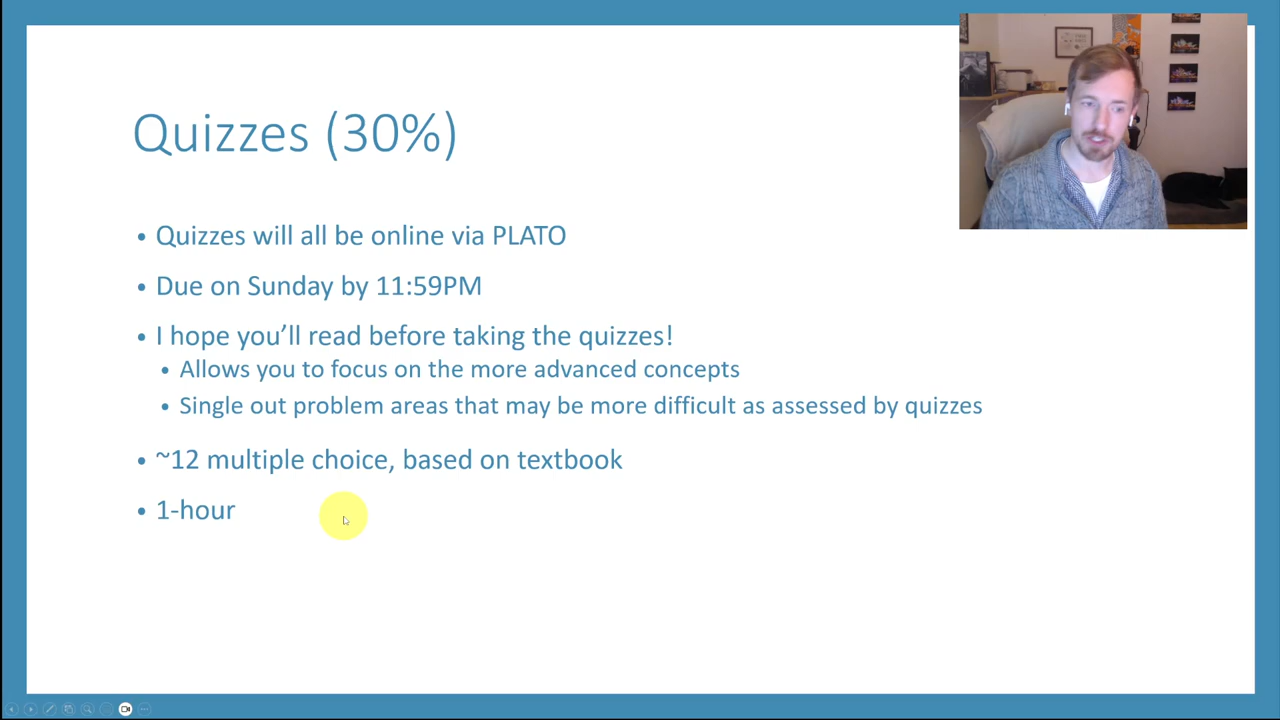 Quizzes (30%)
• Quizzes will all be online via PLATO
• Due on Sunday by 11:59PM
• I hope you’ll read before taking the quizzes!
• Allows you to focus on the more advanced concepts
• Single out problem areas that may be more difficult as assessed by quizzes
• ~12 multiple choice, based on textbook
• 1-hour